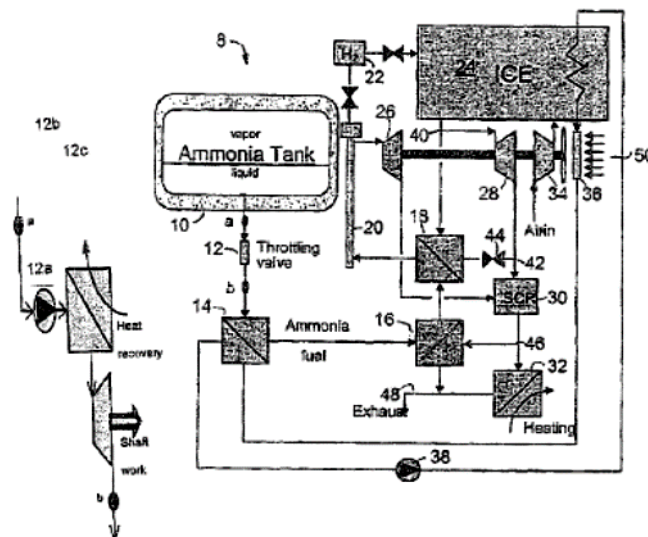 8
H₂
22
24
ICE
12b
12c
vapor
Ammonia Tank
liquid
26
40
50
10
a
28
34
36
a
12
Throttling
valve
20
18
44
Air in
42
12a
b
SCR
30
14
Ammonia
fuel
16
46
32
Heat
recovery
48
Exhaust
Heating
Shaft
work
38
b